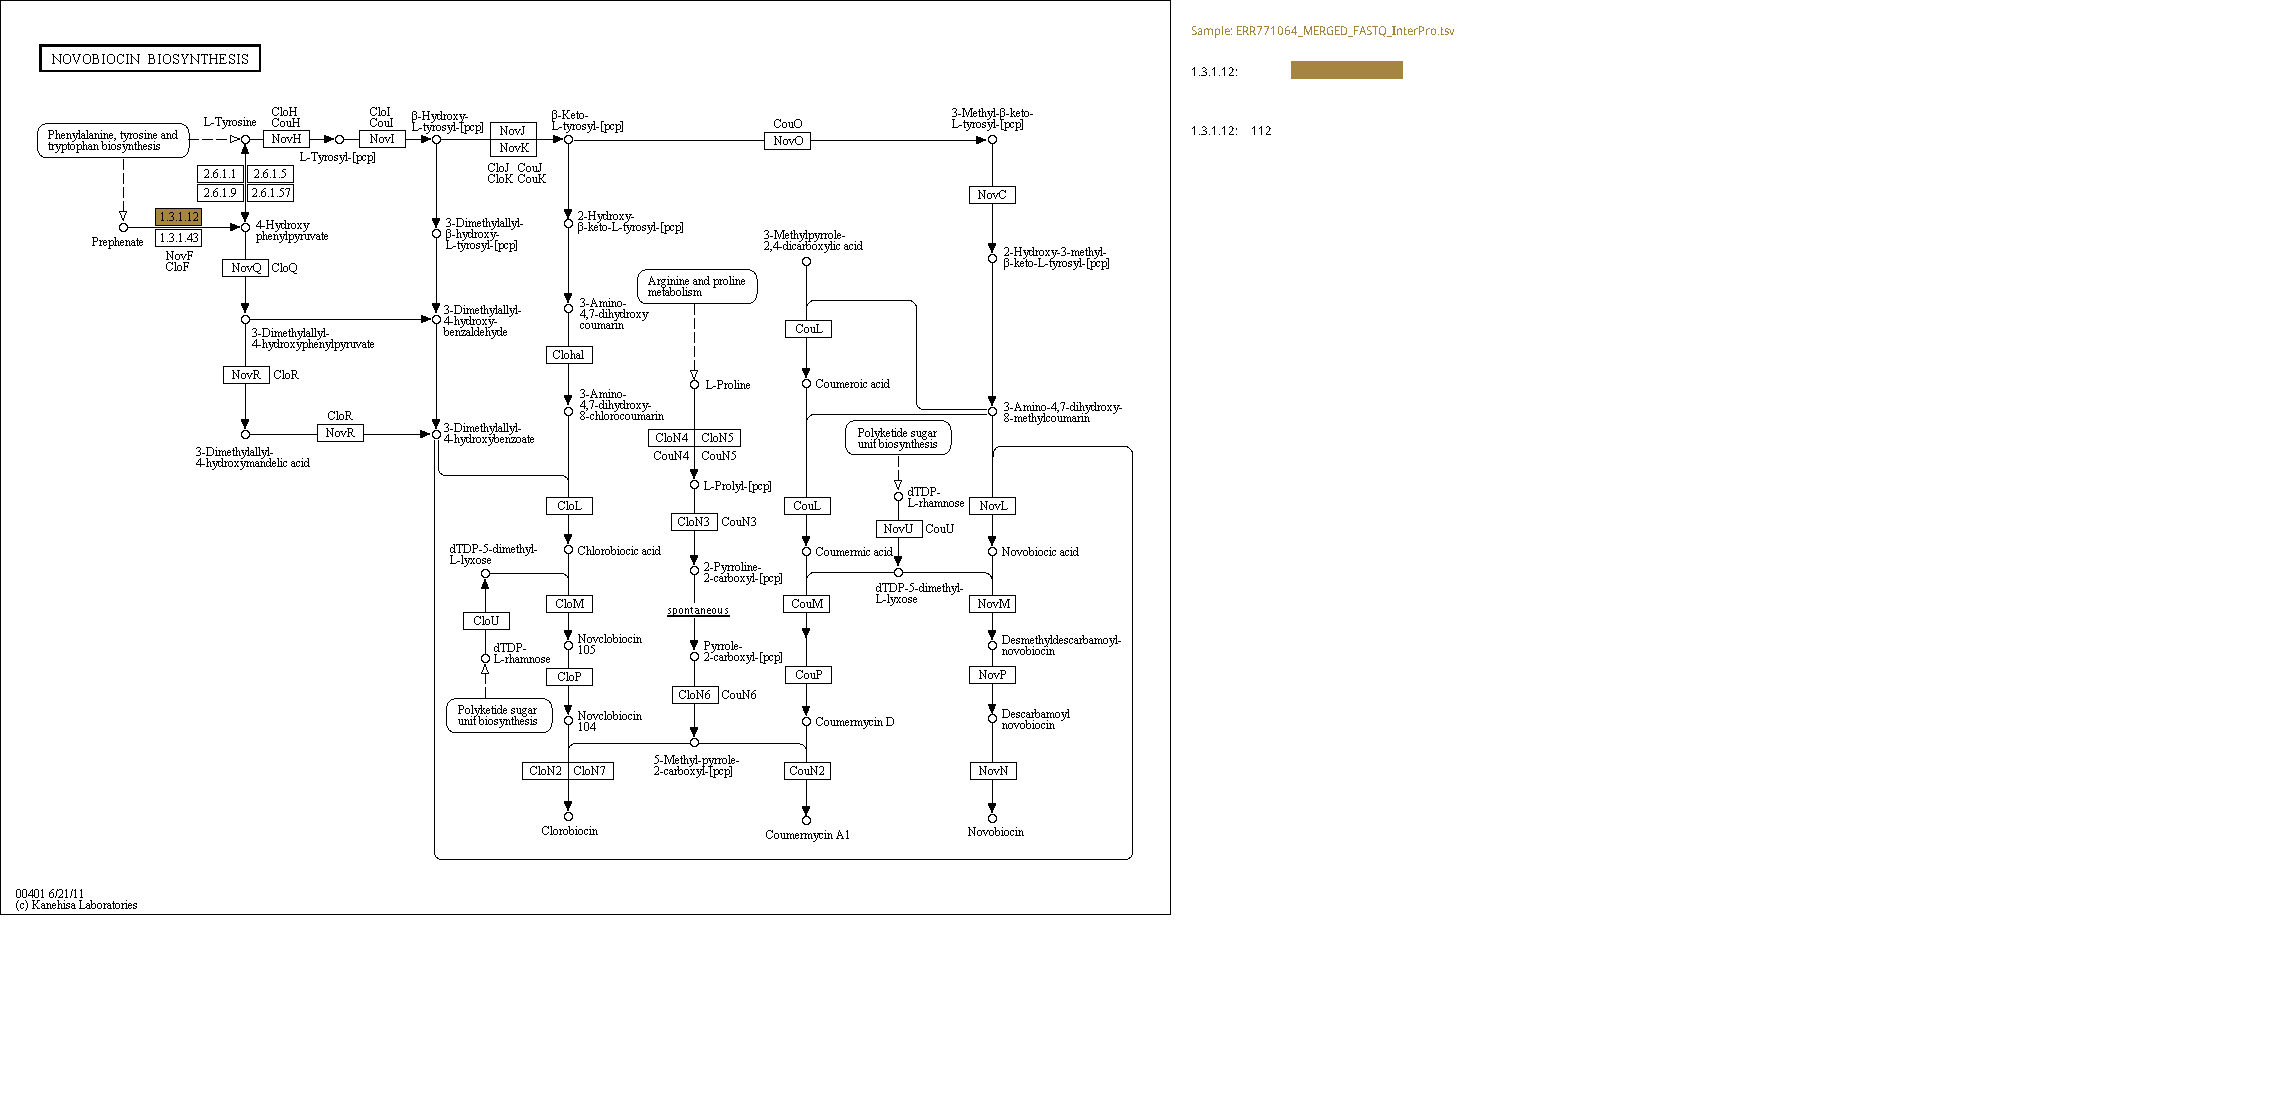 NOVOBIOCIN BIOSYNTHESIS
Sample: ERR771064_MERGED_FASTQ_InterPro.tsv
1.3.1.12:
1.3.1.12: 112
Phenylalanine, tyrosine and
tryptophan biosynthesis
L-Tyrosine
CloH
CouH
NovH
L-Tyrosyl-[pcp]
CloI
CouI
NovI
β-Hydroxy-
L-tyrosyl-[pcp]
NovJ
NovK
CloJ CouJ
CloK CouK
β-Keto-
L-tyrosyl-[pcp]
CouO
NovO
3-Methyl-β-keto-
L-tyrosyl-[pcp]
2.6.1.1
2.6.1.5
2.6.1.9
2.6.1.57
NovC
Prephenate
1.3.1.12
1.3.1.43
NovF
CloF
4-Hydroxy
phenylpyruvate
3-Dimethylallyl-
β-hydroxy-
L-tyrosyl-[pcp]
2-Hydroxy-
β-keto-L-tyrosyl-[pcp]
3-Methylpyrrole-
2,4-dicarboxylic acid
2-Hydroxy-3-methyl-
β-keto-L-tyrosyl-[pcp]
NovQ
CloQ
Arginine and proline
metabolism
3-Dimethylallyl-
4-hydroxyphenylpyruvate
3-Dimethylallyl-
4-hydroxy-
benzaldehyde
3-Amino-
4,7-dihydroxy
coumarin
CouL
Clohal
NovR
CloR
L-Proline
Coumeroic acid
3-Amino-
4,7-dihydroxy-
8-chlorocoumarin
3-Amino-4,7-dihydroxy-
8-methylcoumarin
CloR
NovR
3-Dimethylallyl-
4-hydroxybenzoate
3-Dimethylallyl-
4-hydroxymandelic acid
CloN4
CloN5
CouN4
CouN5
Polyketide sugar
unif biosynthesis
L-Prolyl-[pcp]
dTDP-
L-rhamnose
CloL
CouL
NovL
CloN3
CouN3
NovU
CouU
dTDP-5-dimethyl-
L-lyxose
Chlorobiocic acid
Coumermic acid
Novobiocic acid
2-Pyrroline-
2-carboxyl-[pcp]
dTDP-5-dimethyl-
L-lyxose
CloM
spontaneous
CouM
NovM
CloU
Novclobiocin
105
Pyrrole-
2-carboxyl-[pcp]
Desmethyldescarbamoyl-
novobiocin
dTDP-
L-rhamnose
CloP
CouP
NovP
CloN6
CouN6
Polyketide sugar
unif biosynthesis
Novclobiocin
104
Coumermycin D
Descarbamoyl
novobiocin
5-Methyl-pyrrole-
2-carboxyl-[pcp]
CloN2
CloN7
CouN2
NovN
Clorobiocin
Coumermycin A1
Novobiocin
00401 6/21/11
(c) Kanehisa Laboratories